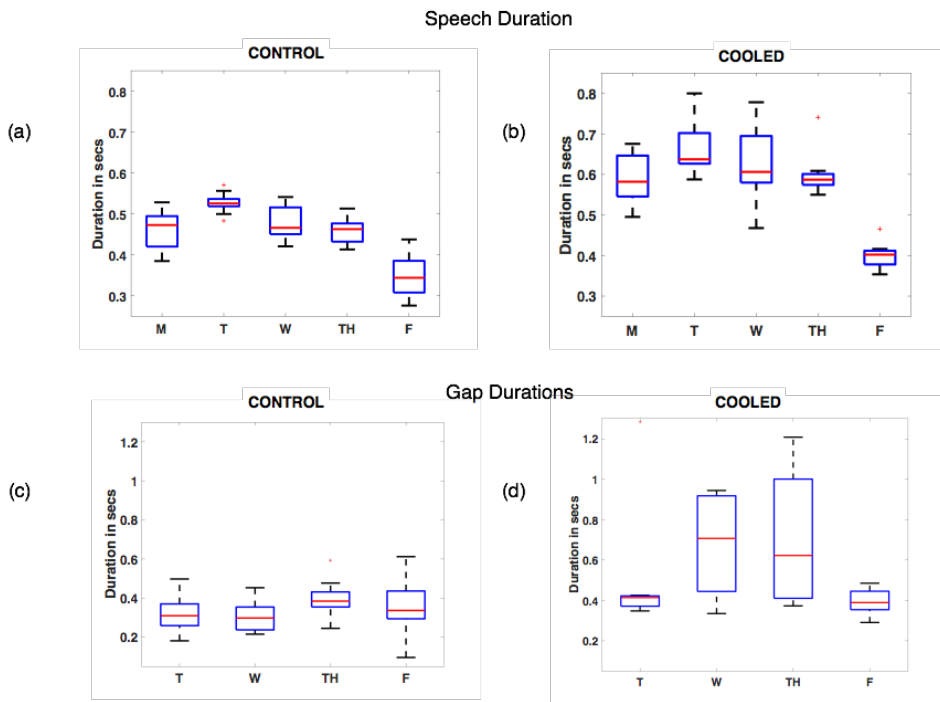 Speech Duration
(a)
CONTROL
Duration in secs
0.8
0.7
0.6
0.5
0.4
0.3
M T W TH F
(b)
COOLED
Duration in secs
0.8
0.7
0.6
0.5
0.4
0.3
M T W TH F
Gap Durations
(c)
CONTROL
Duration in secs
1.2
1
0.8
0.6
0.4
0.2
T W TH F
(d)
COOLED
Duration in secs
1.2
1
0.8
0.6
0.4
0.2
T W TH F